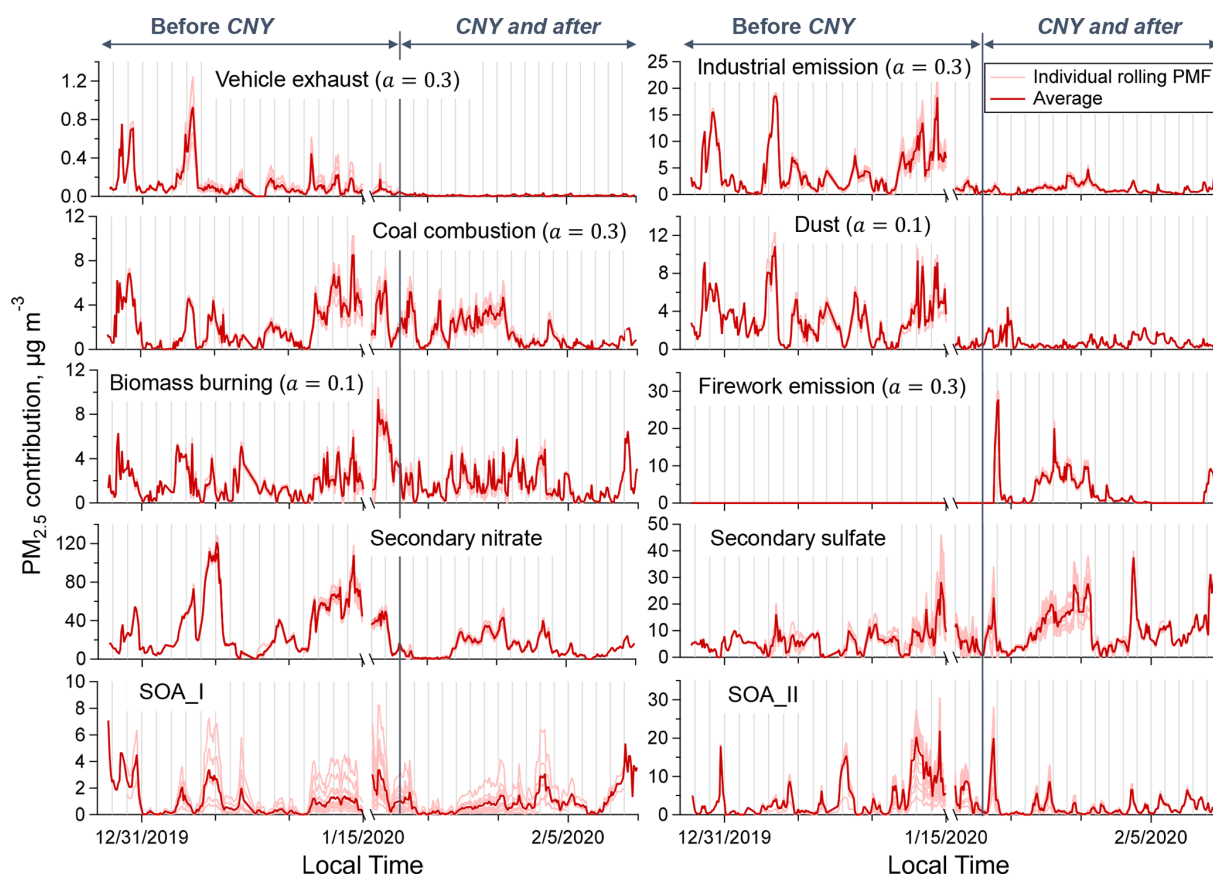 Before CNY
CNY and after
Before CNY
CNY and after
PM2.5 contribution, µg m-3
Vehicle exhaust (a = 0.3)
1.2
0.8
0.4
0.0
Industrial emission (a = 0.3)
Individual rolling PMF
Average
25
20
15
10
5
0
Coal combustion (a = 0.3)
12
8
4
0
Dust (a = 0.1)
12
8
4
0
Biomass burning (a = 0.1)
12
8
4
0
Firework emission (a = 0.3)
30
20
10
0
Secondary nitrate
120
80
40
0
Secondary sulfate
50
40
30
20
10
0
SOA_I
10
8
6
4
2
0
SOA_II
30
20
10
0
12/31/2019
1/15/2020
2/5/2020
12/31/2019
1/15/2020
2/5/2020
Local Time
Local Time